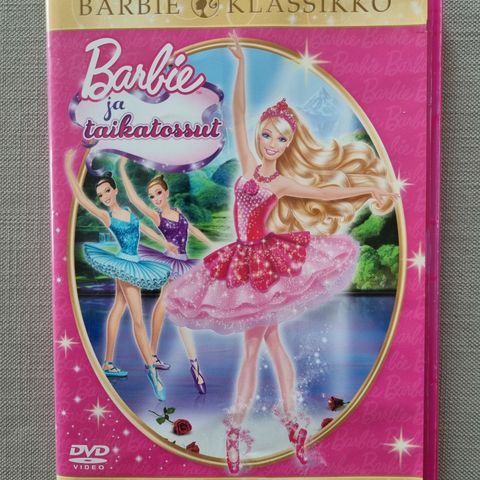 BARBIE KLASSIKKO
Barbie
ja
taikatossut
DVD
VIDEO